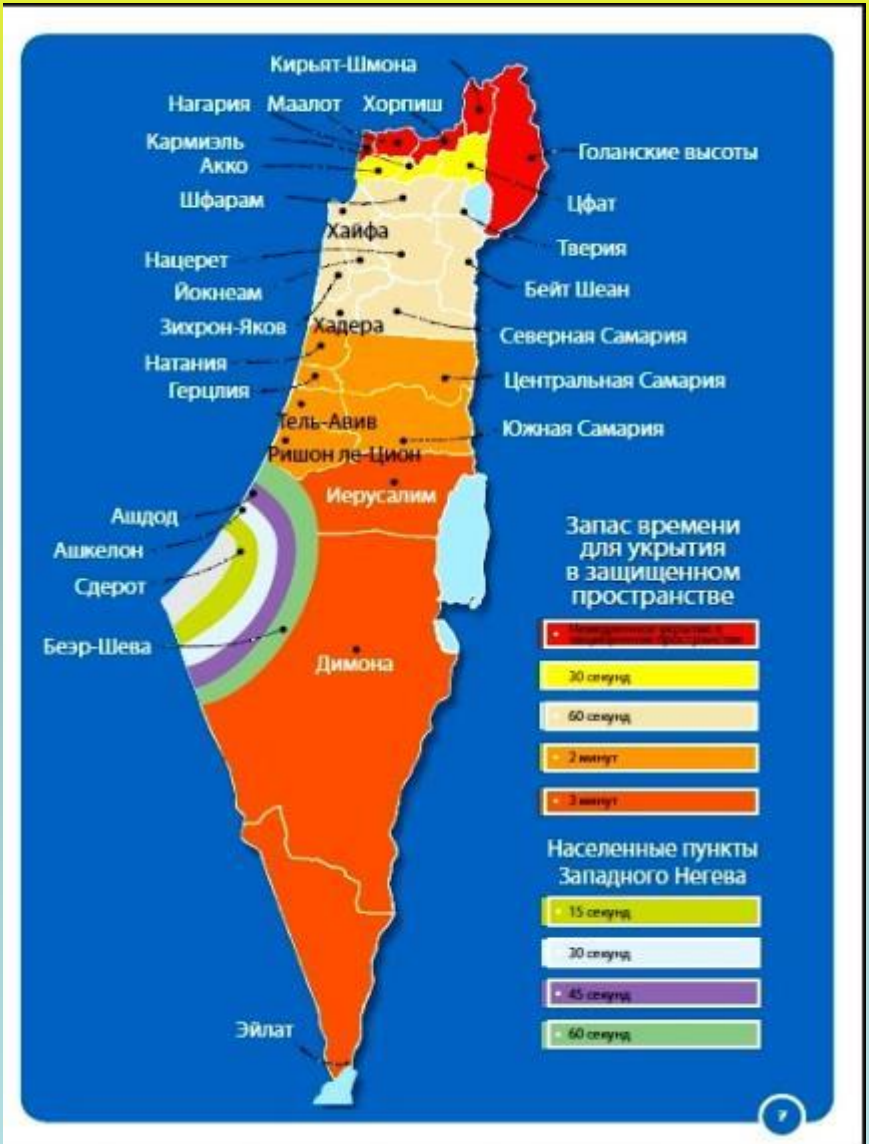 Кирьят-Шмона
Нагария Маалот Хорпиш
Кармиэль
Акко
Голанские высоты
Шфарам
Цфат
Хайфа
Тверия
Нацерет
Йокнеам
Бейт Шеан
Зихрон-Яков
Хадера
Северная Самария
Натания
Герцлия
Центральная Самария
Тель-Авив
Южная Самария
Ришон ле-Цион
Иерусалим
Ашдод
Ашкелон
Сдерот
Беэр-Шева
Димона
Эйлат
Запас времени
для укрытия
в защищенном
пространстве
30 секунд
60 секунд
2 минут
3 минут
Населенные пункты
Западного Негева
15 секунд
30 секунд
45 секунд
60 секунд
7